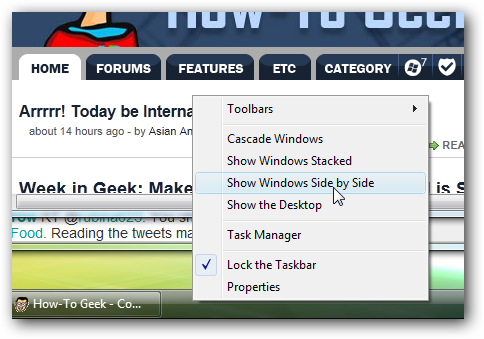 How-To Geek
HOME FORUMS FEATURES ETC CATEGORY 7
Arrrrr! Today be Interna
about 14 hours ago - by Asian An
REA
Week in Geek: Make
d is S
Toolbars
Cascade Windows
Show Windows Stacked
Show Windows Side by Side
Show the Desktop
Task Manager
Lock the Taskbar
Properties
RT
Food. Reading the tweets ma
How-To Geek - Co...